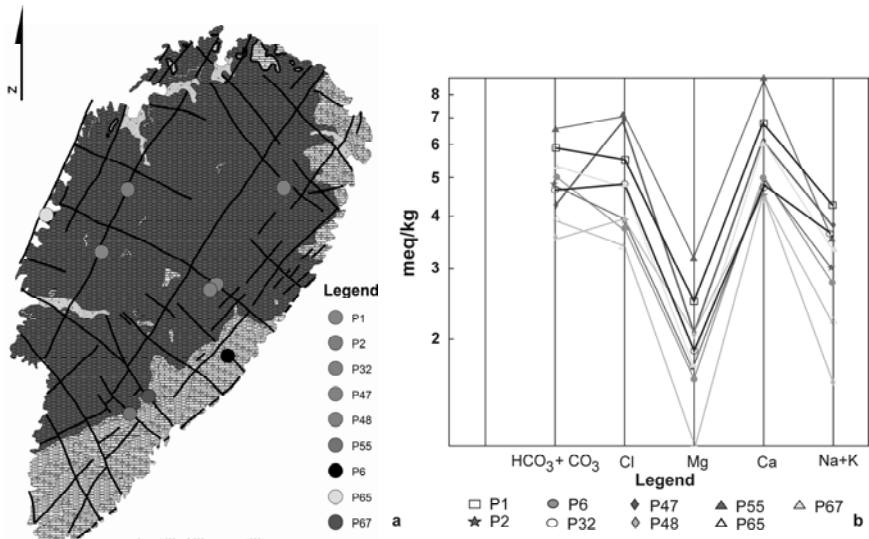 Z
Legend
P1
P2
P32
P47
P48
P55
P6
P65
P67
a
meq/kg
8
7
6
5
4
3
2
HCO₃+ CO₃ Cl Mg Ca Na+K
Legend
P1 P6 P47 P55 P67
P2 P32 P48 P65
b